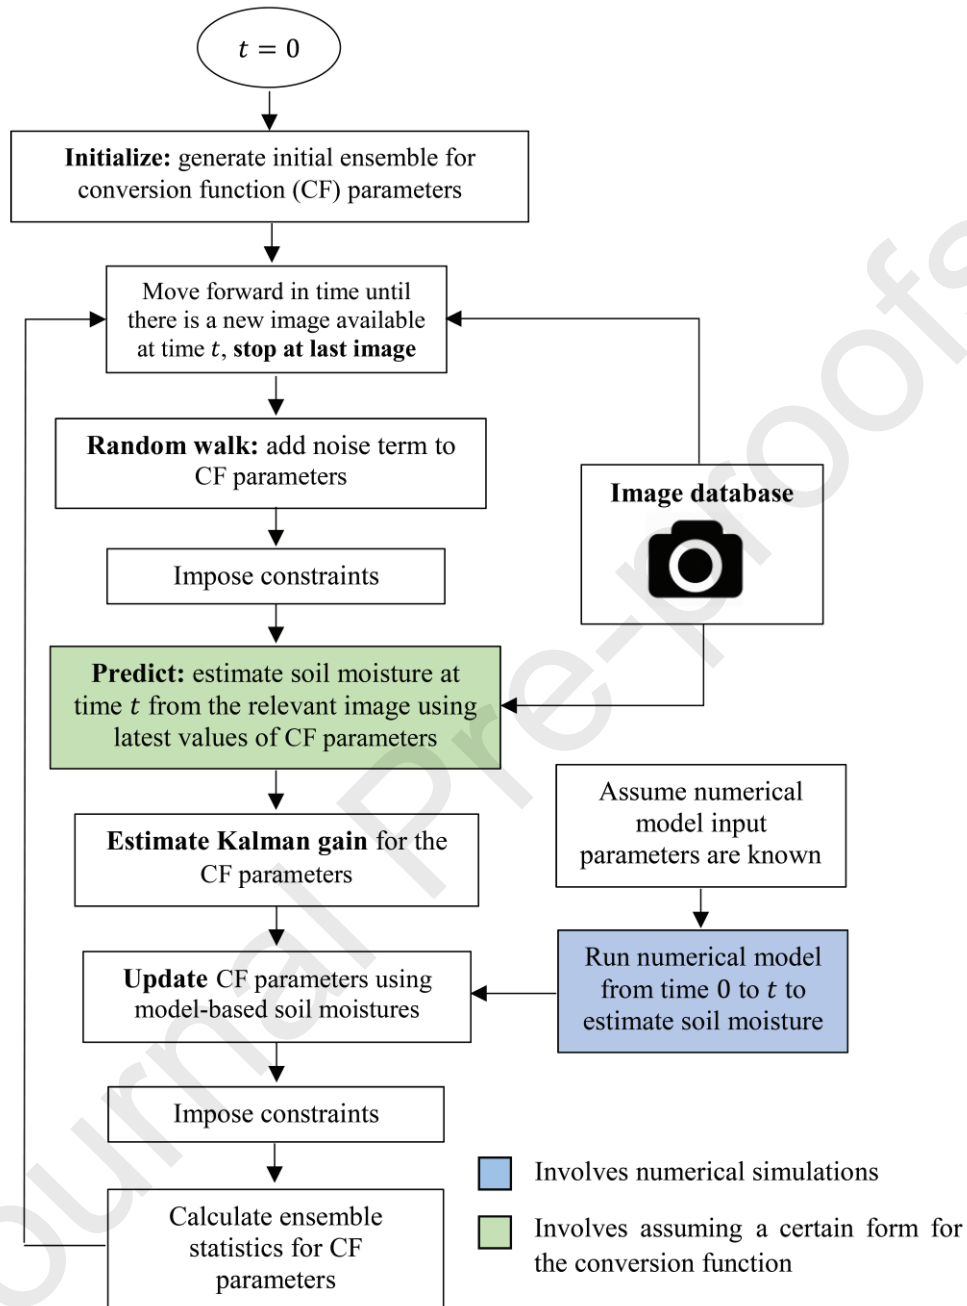 t = 0
Initialize: generate initial ensemble for
conversion function (CF) parameters
Move forward in time until
there is a new image available
at time t, stop at last image
Random walk: add noise term to
CF parameters
Image database
Impose constraints
Predict: estimate soil moisture at
time t from the relevant image using
latest values of CF parameters
Assume numerical
model input
parameters are known
Estimate Kalman gain for the
CF parameters
Run numerical model
from time 0 to t to
estimate soil moisture
Update CF parameters using
model-based soil moistures
Impose constraints
Calculate ensemble
statistics for CF
parameters
Involves numerical simulations
Involves assuming a certain form for
the conversion function
Journal Pre-proofs